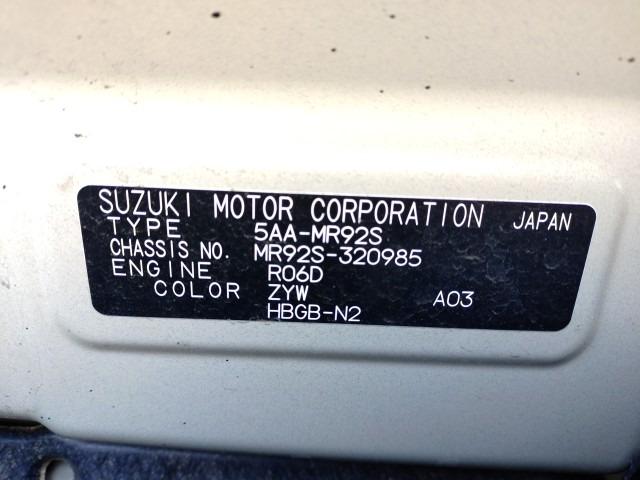 SUZUKI MOTOR CORPORATION JAPAN
TYPE 5AA-MR92S
CHASSIS NO. MR92S-320985
ENGINE R06D
COLOR ZYW A03
HBGB-N2